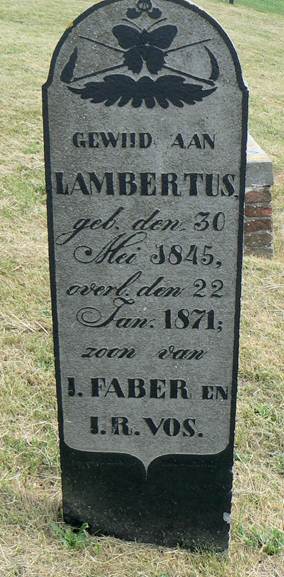 GEWIJD AAN
LAMBERTUS,
geb. den 30
Mei 1845,
overl. den 22
Jan. 1871,
zoon van
I. FABER EN
I.R. VOS.